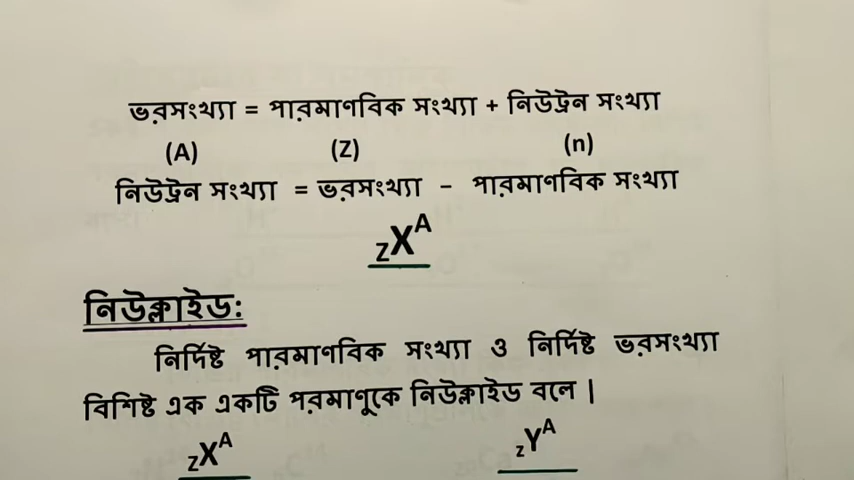 ভরসংখ্যা = পারমাণবিক সংখ্যা + নিউট্রন সংখ্যা
(A) (Z) (n)
নিউট্রন সংখ্যা = ভরসংখ্যা - পারমাণবিক সংখ্যা
ZXA
নিউক্লাইড:
নির্দিষ্ট পারমাণবিক সংখ্যা ও নির্দিষ্ট ভরসংখ্যা
বিশিষ্ট এক একটি পরমাণুকে নিউক্লাইড বলে |
ZXA zYA